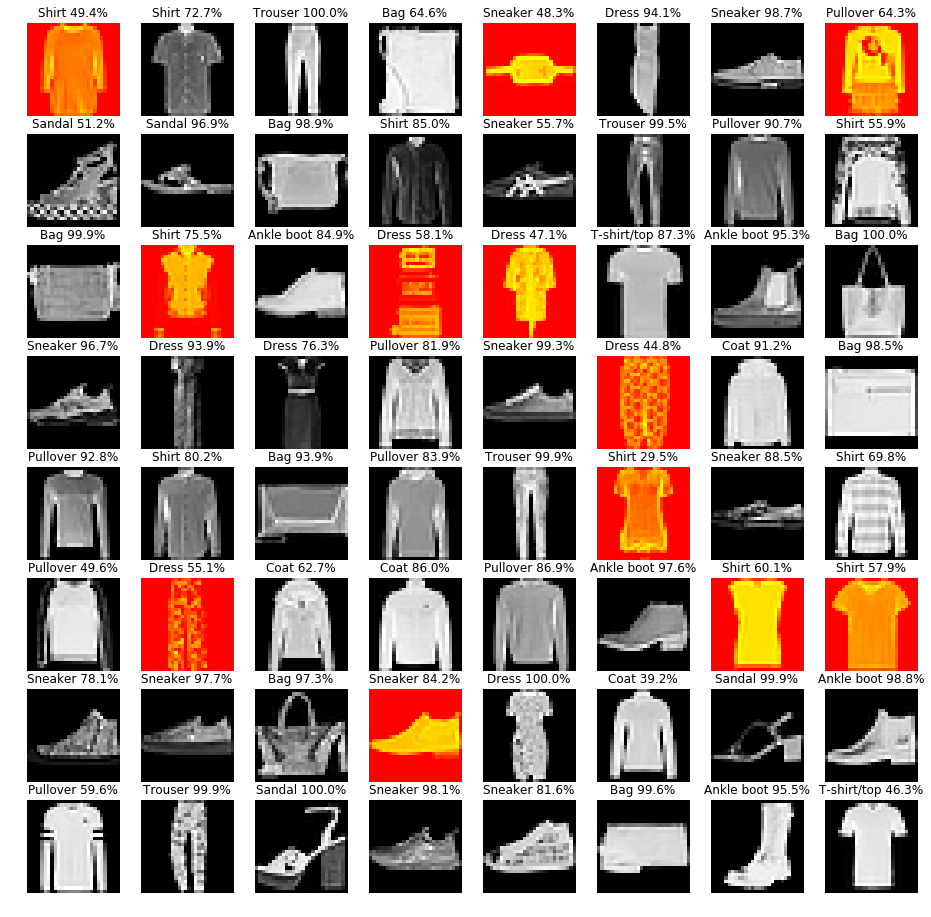 Shirt 49.4% Shirt 72.7% Trouser 100.0% Bag 64.6% Sneaker 48.3% Dress 94.1% Sneaker 98.7% Pullover 64.3%
Sandal 51.2% Sandal 96.9% Bag 98.9% Shirt 85.0% Sneaker 55.7% Trouser 99.5% Pullover 90.7% Shirt 55.9%
Bag 99.9% Shirt 75.5% Ankle boot 84.9% Dress 58.1% Dress 47.1% T-shirt/top 87.3% Ankle boot 95.3% Bag 100.0%
Sneaker 96.7% Dress 93.9% Dress 76.3% Pullover 81.9% Sneaker 99.3% Dress 44.8% Coat 91.2% Bag 98.5%
Pullover 92.8% Shirt 80.2% Bag 93.9% Pullover 83.9% Trouser 99.9% Shirt 29.5% Sneaker 88.5% Shirt 69.8%
Pullover 49.6% Dress 55.1% Coat 62.7% Coat 86.0% Pullover 86.9% Ankle boot 97.6% Shirt 60.1% Shirt 57.9%
Sneaker 78.1% Sneaker 97.7% Bag 97.3% Sneaker 84.2% Dress 100.0% Coat 39.2% Sandal 99.9% Ankle boot 98.8%
Pullover 59.6% Trouser 99.9% Sandal 100.0% Sneaker 98.1% Sneaker 81.6% Bag 99.6% Ankle boot 95.5% T-shirt/top 46.3%